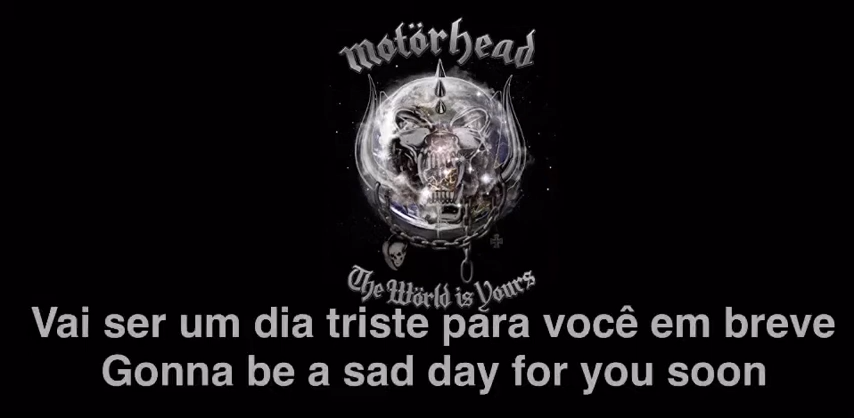 motörhead
The Wörld is Yours
Vai ser um dia triste para você em breve
Gonna be a sad day for you soon